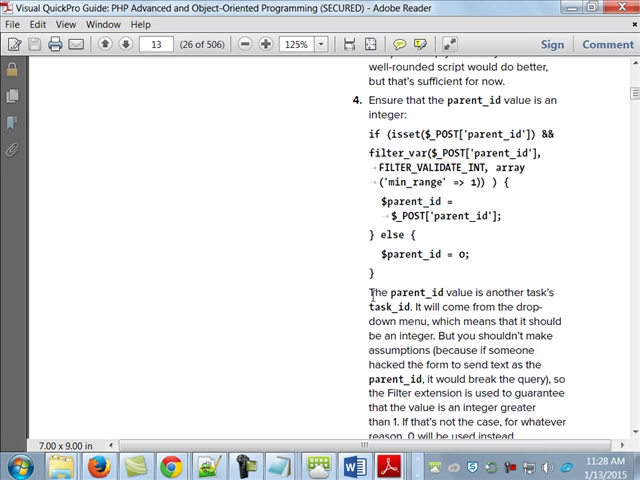 Visual QuickPro Guide: PHP Advanced and Object-Oriented Programming (SECURED) - Adobe Reader
File Edit View Window Help
13 (26 of 506) 125% Sign Comment
well-rounded script would do better,
but that's sufficient for now.
4. Ensure that the parent_id value is an
integer:
if (isset($_POST['parent_id']) &&
filter_var($_POST['parent_id'],
→ FILTER_VALIDATE_INT, array
→ ('min_range' => 1)) ) {
$parent_id =
→ $_POST['parent_id'];
} else {
$parent_id = 0;
}
The parent_id value is another task's
task_id. It will come from the drop-
down menu, which means that it should
be an integer. But you shouldn't make
assumptions (because if someone
hacked the form to send text as the
parent_id, it would break the query), so
the Filter extension is used to guarantee
that the value is an integer greater
than 1. If that's not the case, for whatever
reason, 0 will be used instead.
7.00 x 9.00 in
11:28 AM
1/13/2015